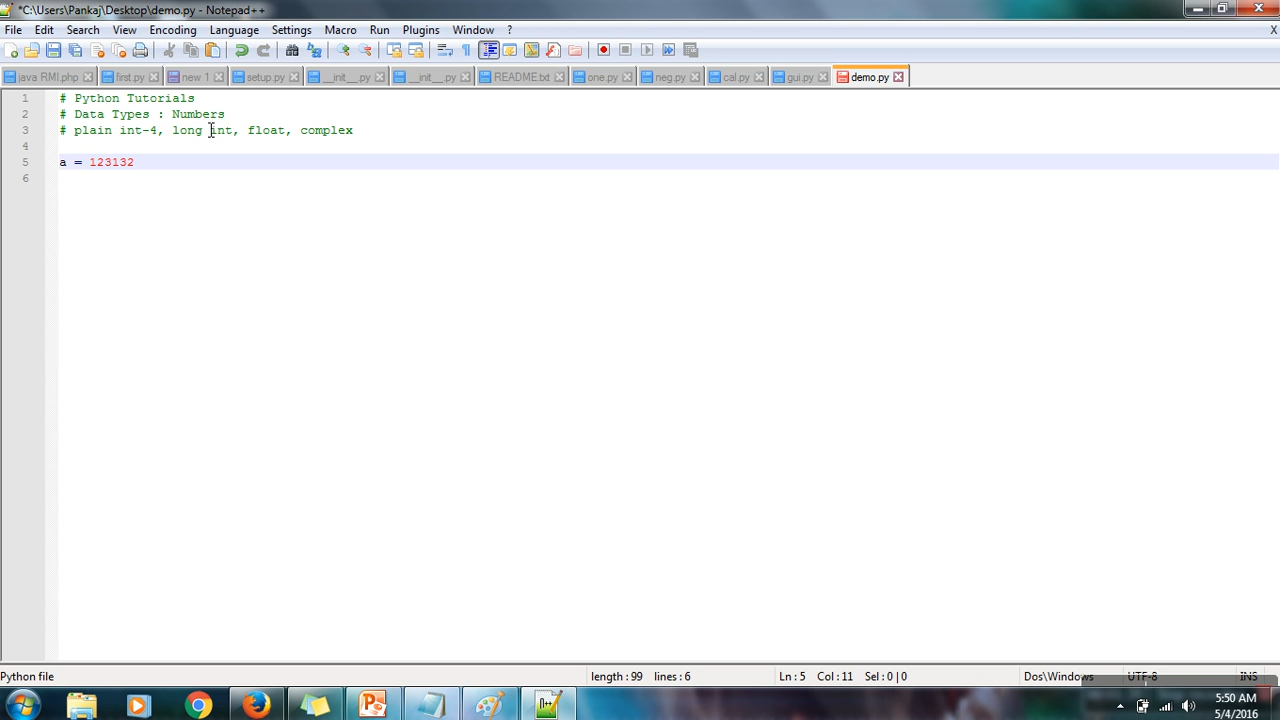 *C:\Users\Pankaj\Desktop\demo.py - Notepad++
File Edit Search View Encoding Language Settings Macro Run Plugins Window ? X
java RMI.php first.py new 1 setup.py __init__.py __init__.py README.txt one.py neg.py cal.py gui.py demo.py
1 # Python Tutorials
2 # Data Types : Numbers
3 # plain int-4, long int, float, complex
4
5 a = 123132
6
Python file length : 99 lines : 6 Ln : 5 Col : 11 Sel : 0 | 0 Dos\Windows UTF-8 INS
5:50 AM
5/4/2016